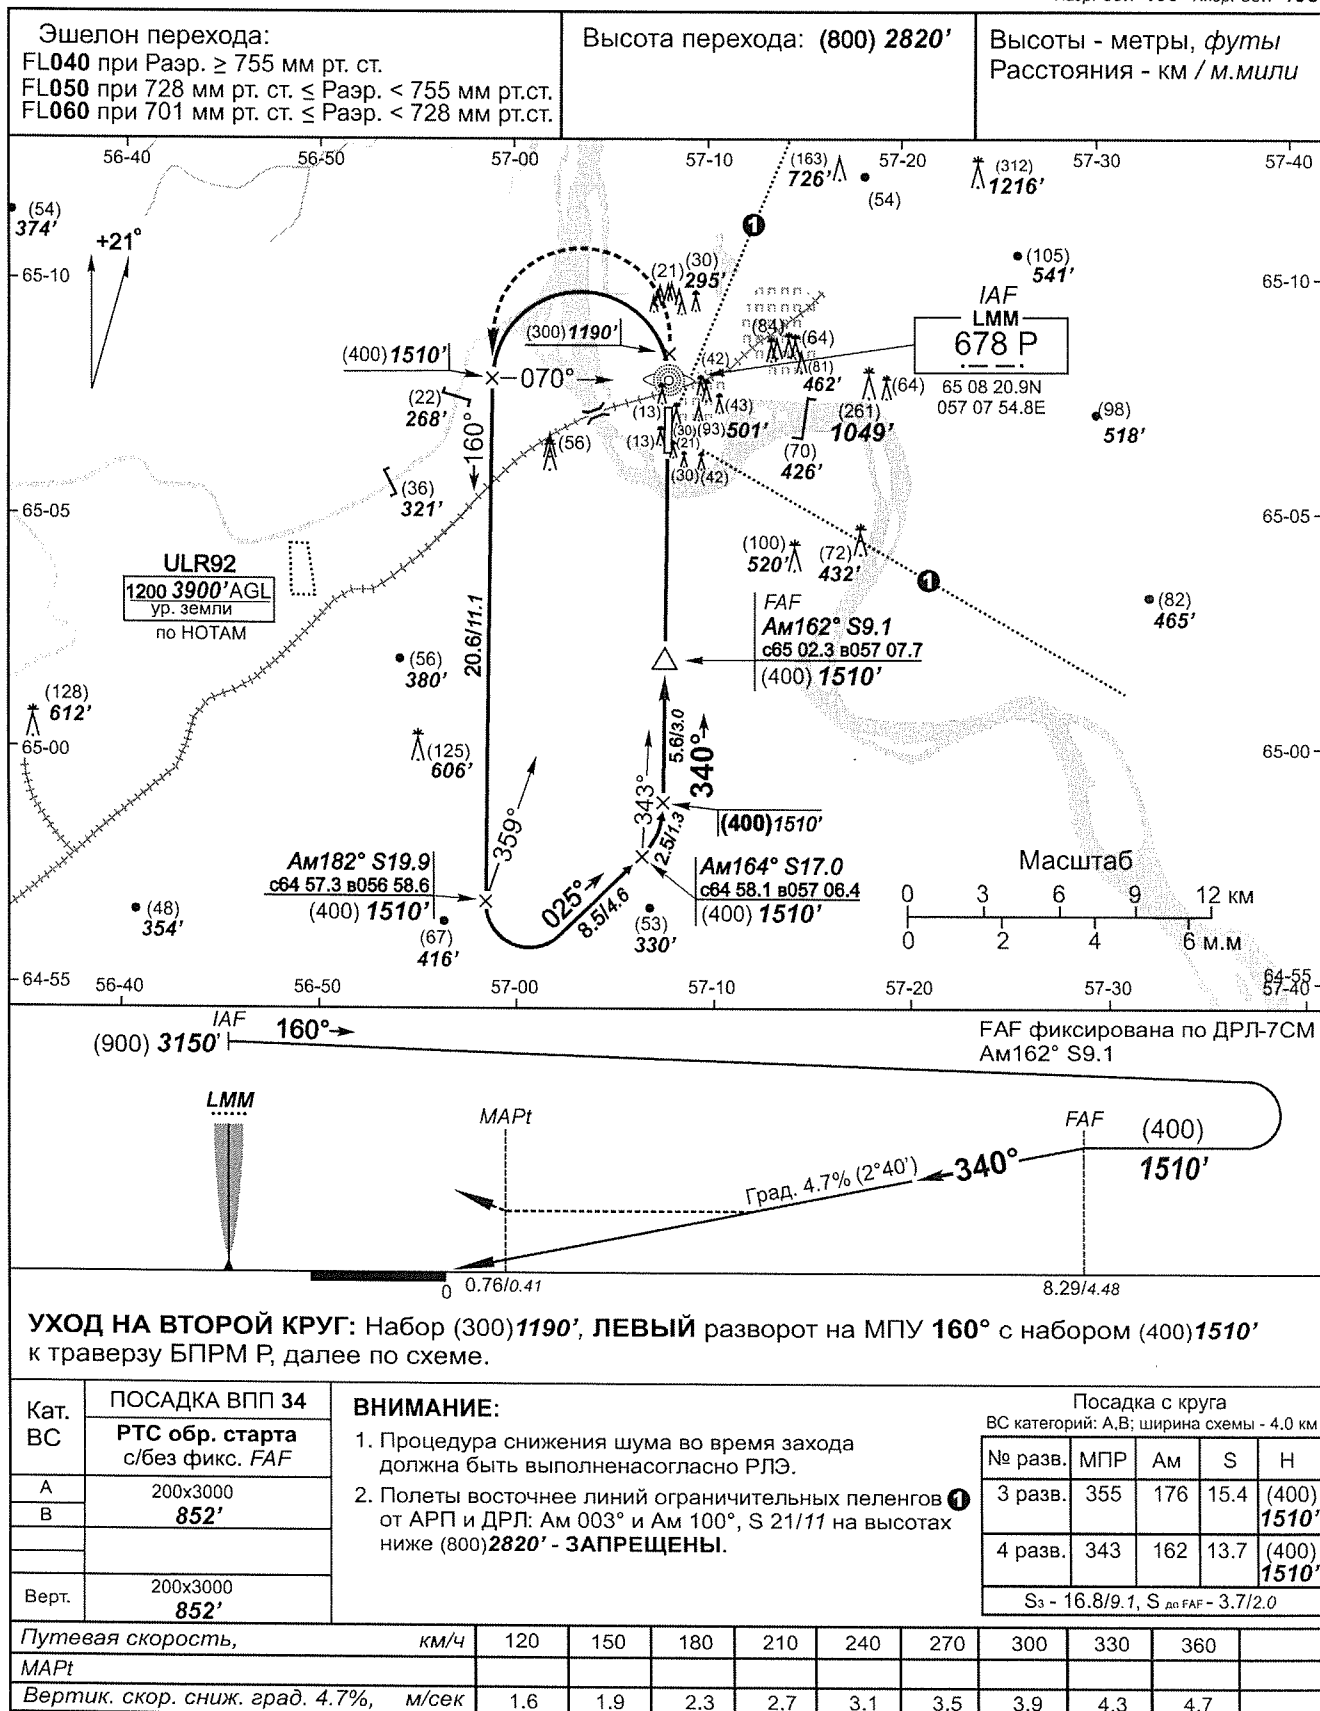 Эшелон перехода:
FL040 при Раэр. ≥ 755 мм рт. ст.
FL050 при 728 мм рт. ст. ≤ Раэр. < 755 мм рт.ст.
FL060 при 701 мм рт. ст. ≤ Раэр. < 728 мм рт.ст.
Высота перехода: (800) 2820'
Высоты - метры, футы
Расстояния - км / м.мили
56-40 56-50 57-00 57-10 57-20 57-30 57-40
(163)
726'
(54)
(312)
1216'
(54)
374'
+21°
1
65-10
65-10
(105)
541'
(21)
(30)
295'
IAF
LMM
678 P
65 08 20.9N
057 07 54.8E
(300)1190'
(400)1510'
070°
(84)
(64)
(42)
(81)
462'
(64)
(22)
268'
160°
(13)
(43)
(30)
(93)
501'
(261)
1049'
(98)
518'
(13)
(21)
(30)
(42)
(70)
426'
(56)
(36)
321'
65-05
65-05
ULR92
1200 3900'AGL
ур. земли
по НОТАМ
(100)
520'
(72)
432'
1
(82)
465'
20.6/11.1
FAF
Ам162° S9.1
с65 02.3 в057 07.7
(400) 1510'
(56)
380'
(128)
612'
65-00
65-00
(125)
606'
5.6/3.0
340°
343°
359°
(400)1510'
2.5/1.3
Ам182° S19.9
с64 57.3 в056 58.6
(400) 1510'
Ам164° S17.0
с64 58.1 в057 06.4
(400) 1510'
025°
8.5/4.6
(48)
354'
(67)
416'
(53)
330'
Масштаб
0 3 6 9 12 км
0 2 4 6 м.м
64-55
64-55
56-40 56-50 57-00 57-10 57-20 57-30 57-40
IAF
(900) 3150'
160°
FAF фиксирована по ДРЛ-7СМ
Ам162° S9.1
LMM
MAPt
FAF
(400)
1510'
Град. 4.7% (2°40')
340°
0
0.76/0.41
8.29/4.48
УХОД НА ВТОРОЙ КРУГ: Набор (300)1190', ЛЕВЫЙ разворот на МПУ 160° с набором (400)1510'
к траверзу БПРМ Р, далее по схеме.
Кат.
ВС
ПОСАДКА ВПП 34
РТС обр. старта
с/без фикс. FAF
A
B
200x3000
852'
Верт.
200x3000
852'
ВНИМАНИЕ:
1. Процедура снижения шума во время захода
должна быть выполненасогласно РЛЭ.
2. Полеты восточнее линий ограничительных пеленгов 1
от АРП и ДРЛ: Ам 003° и Ам 100°, S 21/11 на высотах
ниже (800)2820' - ЗАПРЕЩЕНЫ.
Посадка с круга
ВС категорий: А,В; ширина схемы - 4.0 км
№ разв. МПР Ам S H
3 разв. 355 176 15.4 (400)
1510'
4 разв. 343 162 13.7 (400)
1510'
S3 - 16.8/9.1, S до FAF - 3.7/2.0
Путевая скорость, км/ч 120 150 180 210 240 270 300 330 360
MAPt
Вертик. скор. сниж. град. 4.7%, м/сек 1.6 1.9 2.3 2.7 3.1 3.5 3.9 4.3 4.7